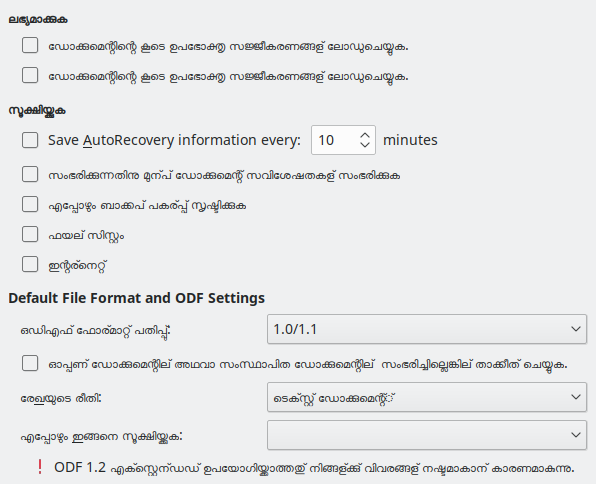 ലഭ്യമാക്കുക
ഡോക്കുമെന്റിന്റെ കൂടെ ഉപഭോക്തൃ സജ്ജീകരണങ്ങള് ലോഡുചെയ്യുക.
ഡോക്കുമെന്റിന്റെ കൂടെ ഉപഭോക്തൃ സജ്ജീകരണങ്ങള് ലോഡുചെയ്യുക.
സൂക്ഷിയ്ക്കുക
Save AutoRecovery information every: 10 minutes
സംഭരിക്കുന്നതിനു മുന്പ് ഡോക്കുമെന്റ് സവിശേഷതകള് സംഭരിക്കുക
എപ്പോഴും ബാക്കപ് പകര്പ്പ് സൃഷ്ടിക്കുക
ഫയല് സിസ്റ്റം
ഇന്റര്നെറ്റ്
Default File Format and ODF Settings
ഒഡിഎഫ് ഫോര്മാറ്റ് പതിപ്പു്: 1.0/1.1
ഓപ്പണ് ഡോക്കുമെന്റില് അഥവാ സംസ്ഥാപിത ഡോക്കുമെന്റില് സംഭരിച്ചില്ലെങ്കില് താക്കീത് ചെയ്യുക.
രേഖയുടെ രീതി: ടെക്സ്റ്റ് ഡോക്കുമെന്റ്്
എപ്പോഴും ഇങ്ങനെ സൂക്ഷിയ്ക്കുക:
ODF 1.2 എക്സ്റ്റെന്ഡഡ് ഉപയോഗിയ്ക്കാത്തതു് നിങ്ങള്ക്കു് വിവരങ്ങള് നഷ്ടമാകാന് കാരണമാകുന്നു.